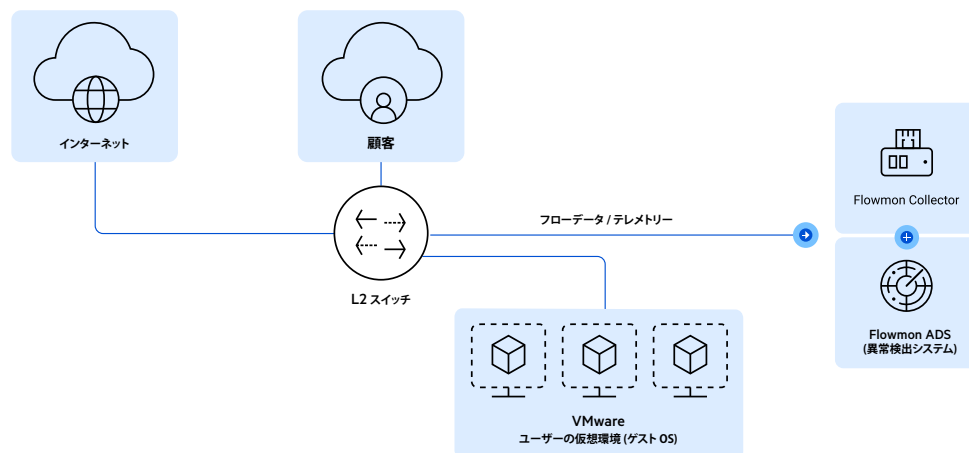 インターネット
顧客
Flowmon Collector
フローデータ / テレメトリー
L2 スイッチ
Flowmon ADS
(異常検出システム)
VMware
ユーザーの仮想環境 (ゲスト OS)